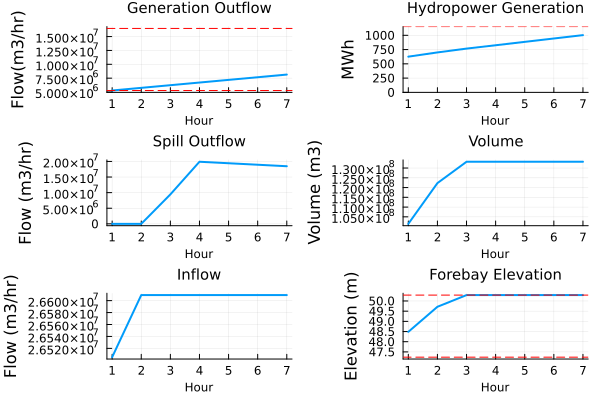 Generation Outflow
Flow(m3/hr)
1.500×10⁷
1.250×10⁷
1.000×10⁷
7.500×10⁶
5.000×10⁶
1 2 3 4 5 6 7
Hour
Hydropower Generation
MWh
1000
750
500
250
0
1 2 3 4 5 6 7
Hour
Spill Outflow
Flow (m3/hr)
2.00×10⁷
1.50×10⁷
1.00×10⁷
5.00×10⁶
0
1 2 3 4 5 6 7
Hour
Volume
Volume (m3)
1.300×10⁸
1.250×10⁸
1.200×10⁸
1.150×10⁸
1.100×10⁸
1.050×10⁸
1 2 3 4 5 6 7
Hour
Inflow
Flow (m3/hr)
2.6600×10⁷
2.6580×10⁷
2.6560×10⁷
2.6540×10⁷
2.6520×10⁷
1 2 3 4 5 6 7
Hour
Forebay Elevation
Elevation (m)
50.0
49.5
49.0
48.5
48.0
47.5
1 2 3 4 5 6 7
Hour